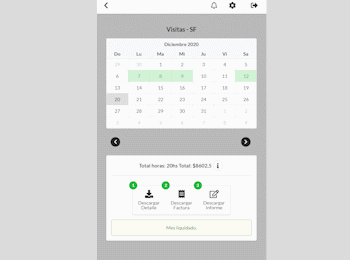 Visitas - SF
Diciembre 2020
Do Lu Ma Mi Ju Vi Sa
29 30 1 2 3 4 5
6 7 8 9 10 11 12
13 14 15 16 17 18 19
20 21 22 23 24 25 26
27 28 29 30 31 1 2
3 4 5 6 7 8 9
Total horas: 20hs Total: $8602.5
1 2 3
Descargar Detalle
Descargar Factura
Descargar Informe
Mes liquidado